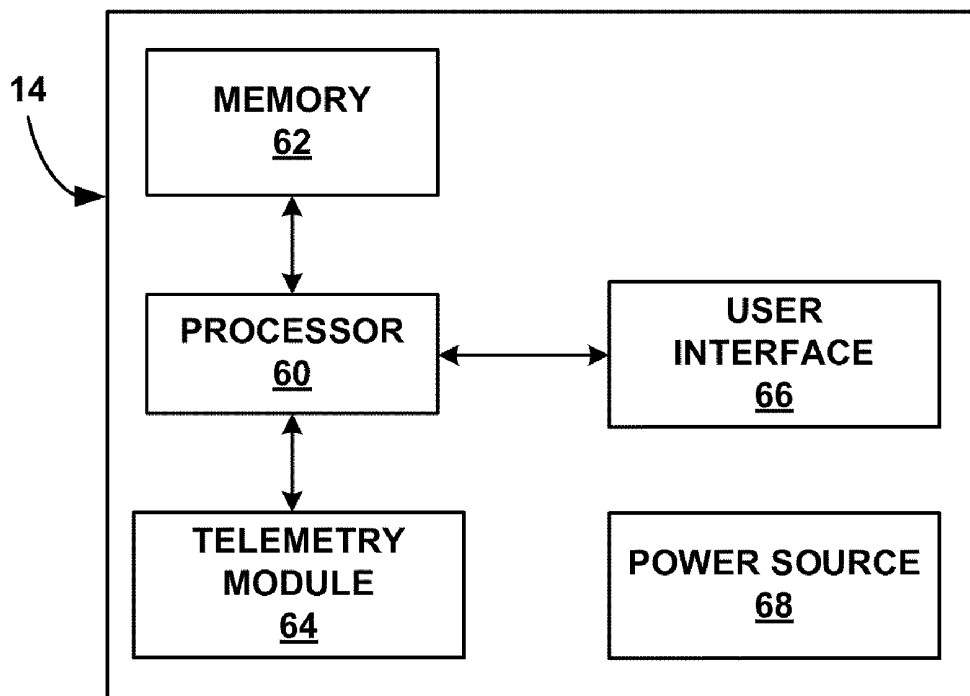 14
MEMORY
62
PROCESSOR
60
USER
INTERFACE
66
TELEMETRY
MODULE
64
POWER SOURCE
68